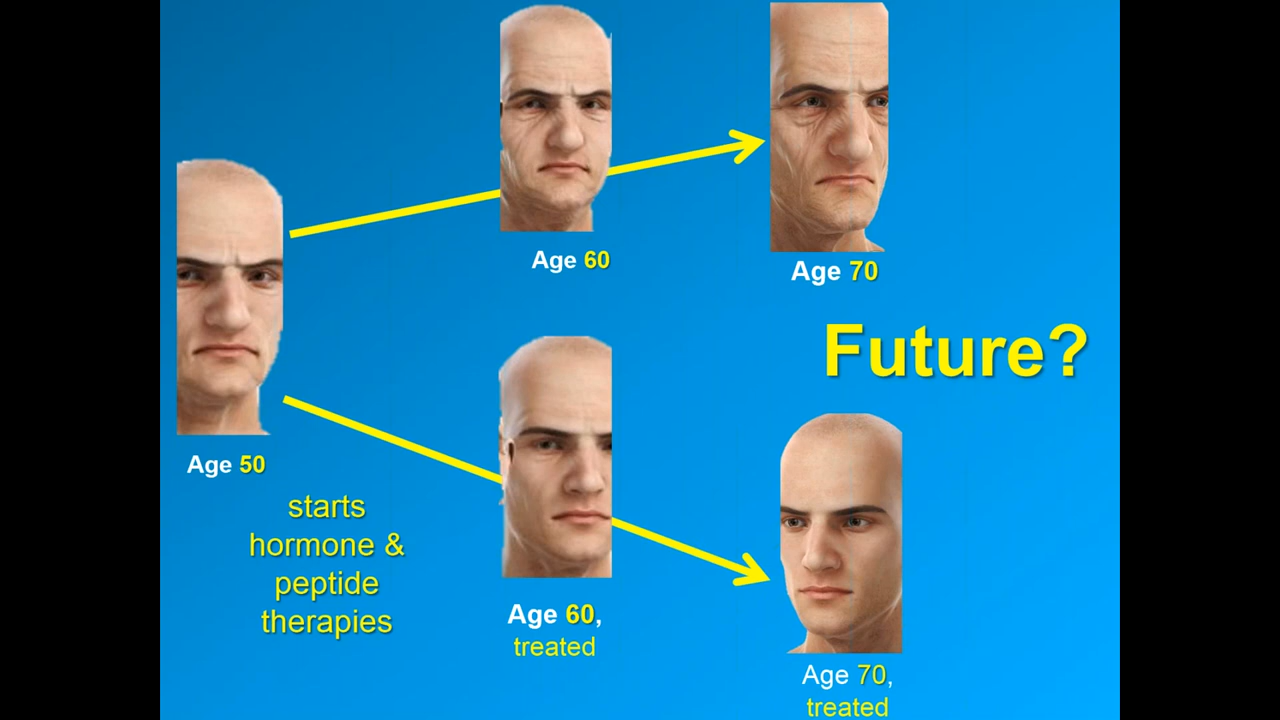 Age 60
Age 70
Future?
Age 50
starts
hormone &
peptide
therapies
Age 60,
treated
Age 70,
treated